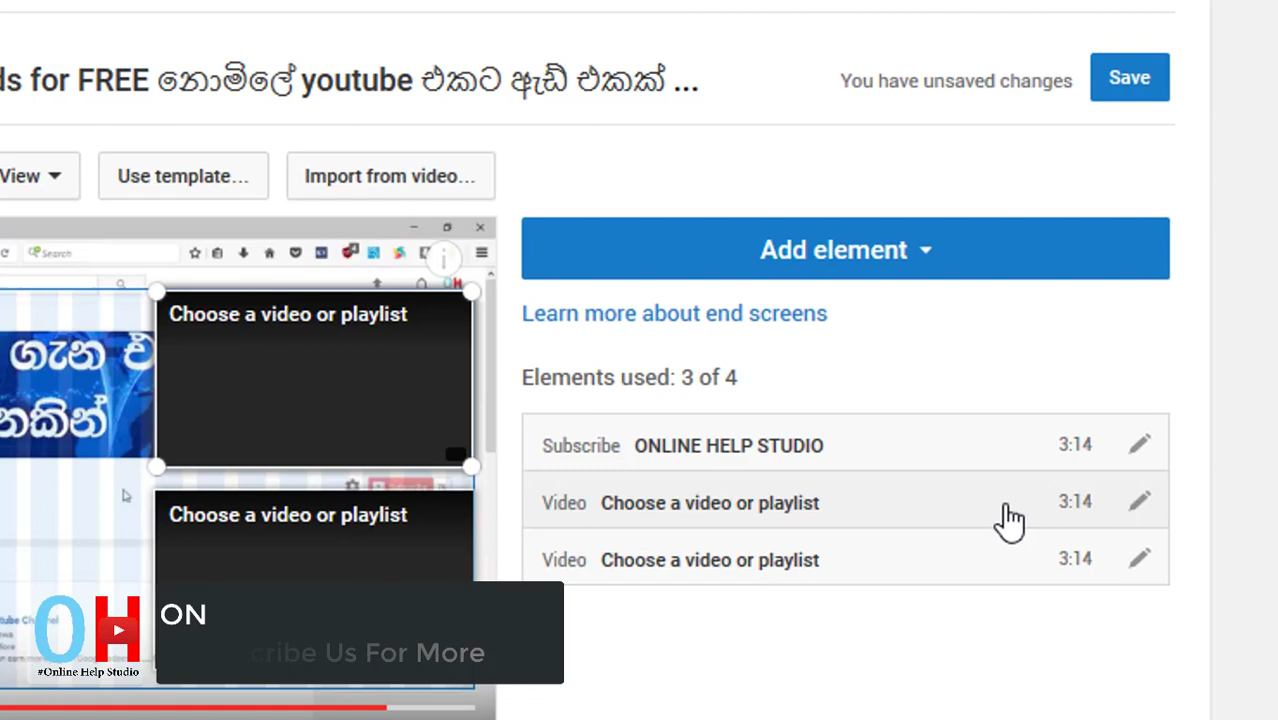 ds for FREE නොමිලේ youtube එකට ඇඩ් එකක් ...
You have unsaved changes
Save
View
Use template...
Import from video...
Search
Add element
Learn more about end screens
Choose a video or playlist
ගැන එ
නකින්
Elements used: 3 of 4
Subscribe ONLINE HELP STUDIO 3:14
Video Choose a video or playlist 3:14
Choose a video or playlist
Video Choose a video or playlist 3:14
OH
ON
cribe Us For More
#Online Help Studio